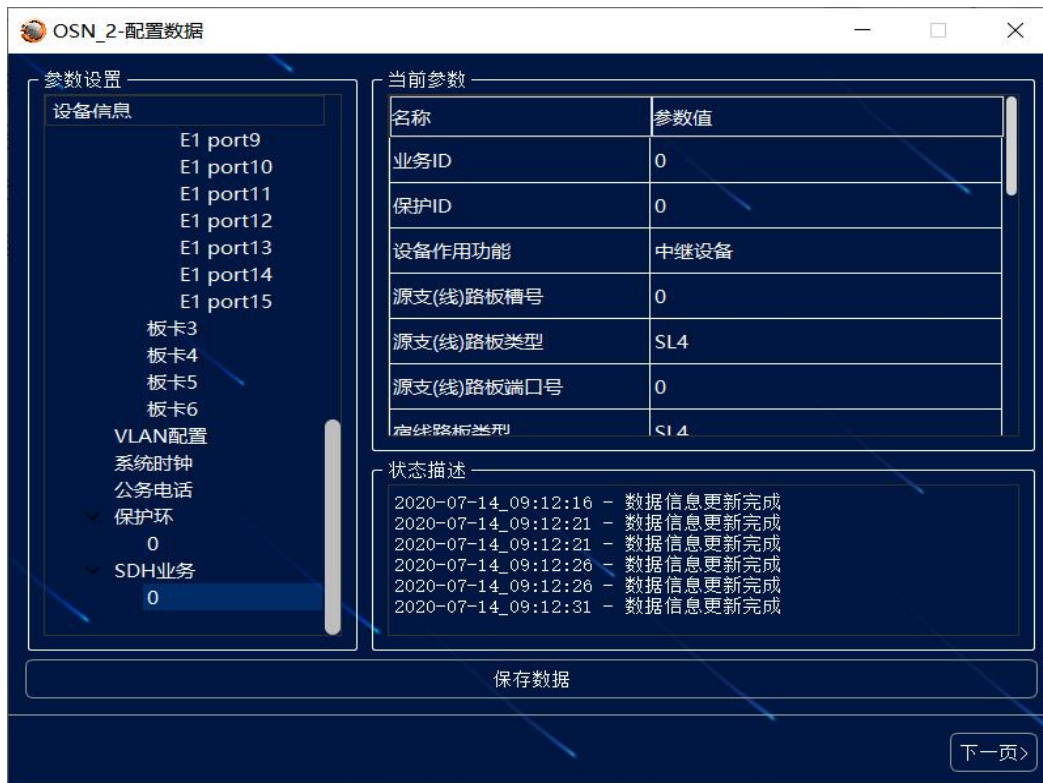 OSN_2-配置数据
参数设置
设备信息
E1 port9
E1 port10
E1 port11
E1 port12
E1 port13
E1 port14
E1 port15
板卡3
板卡4
板卡5
板卡6
VLAN配置
系统时钟
公务电话
保护环
0
SDH业务
0
当前参数
名称 参数值
业务ID 0
保护ID 0
设备作用功能 中继设备
源支(线)路板槽号 0
源支(线)路板类型 SL4
源支(线)路板端口号 0
宿线路板类型 SL4
状态描述
2020-07-14_09:12:16 - 数据信息更新完成
2020-07-14_09:12:21 - 数据信息更新完成
2020-07-14_09:12:21 - 数据信息更新完成
2020-07-14_09:12:26 - 数据信息更新完成
2020-07-14_09:12:26 - 数据信息更新完成
2020-07-14_09:12:31 - 数据信息更新完成
保存数据
下一页>